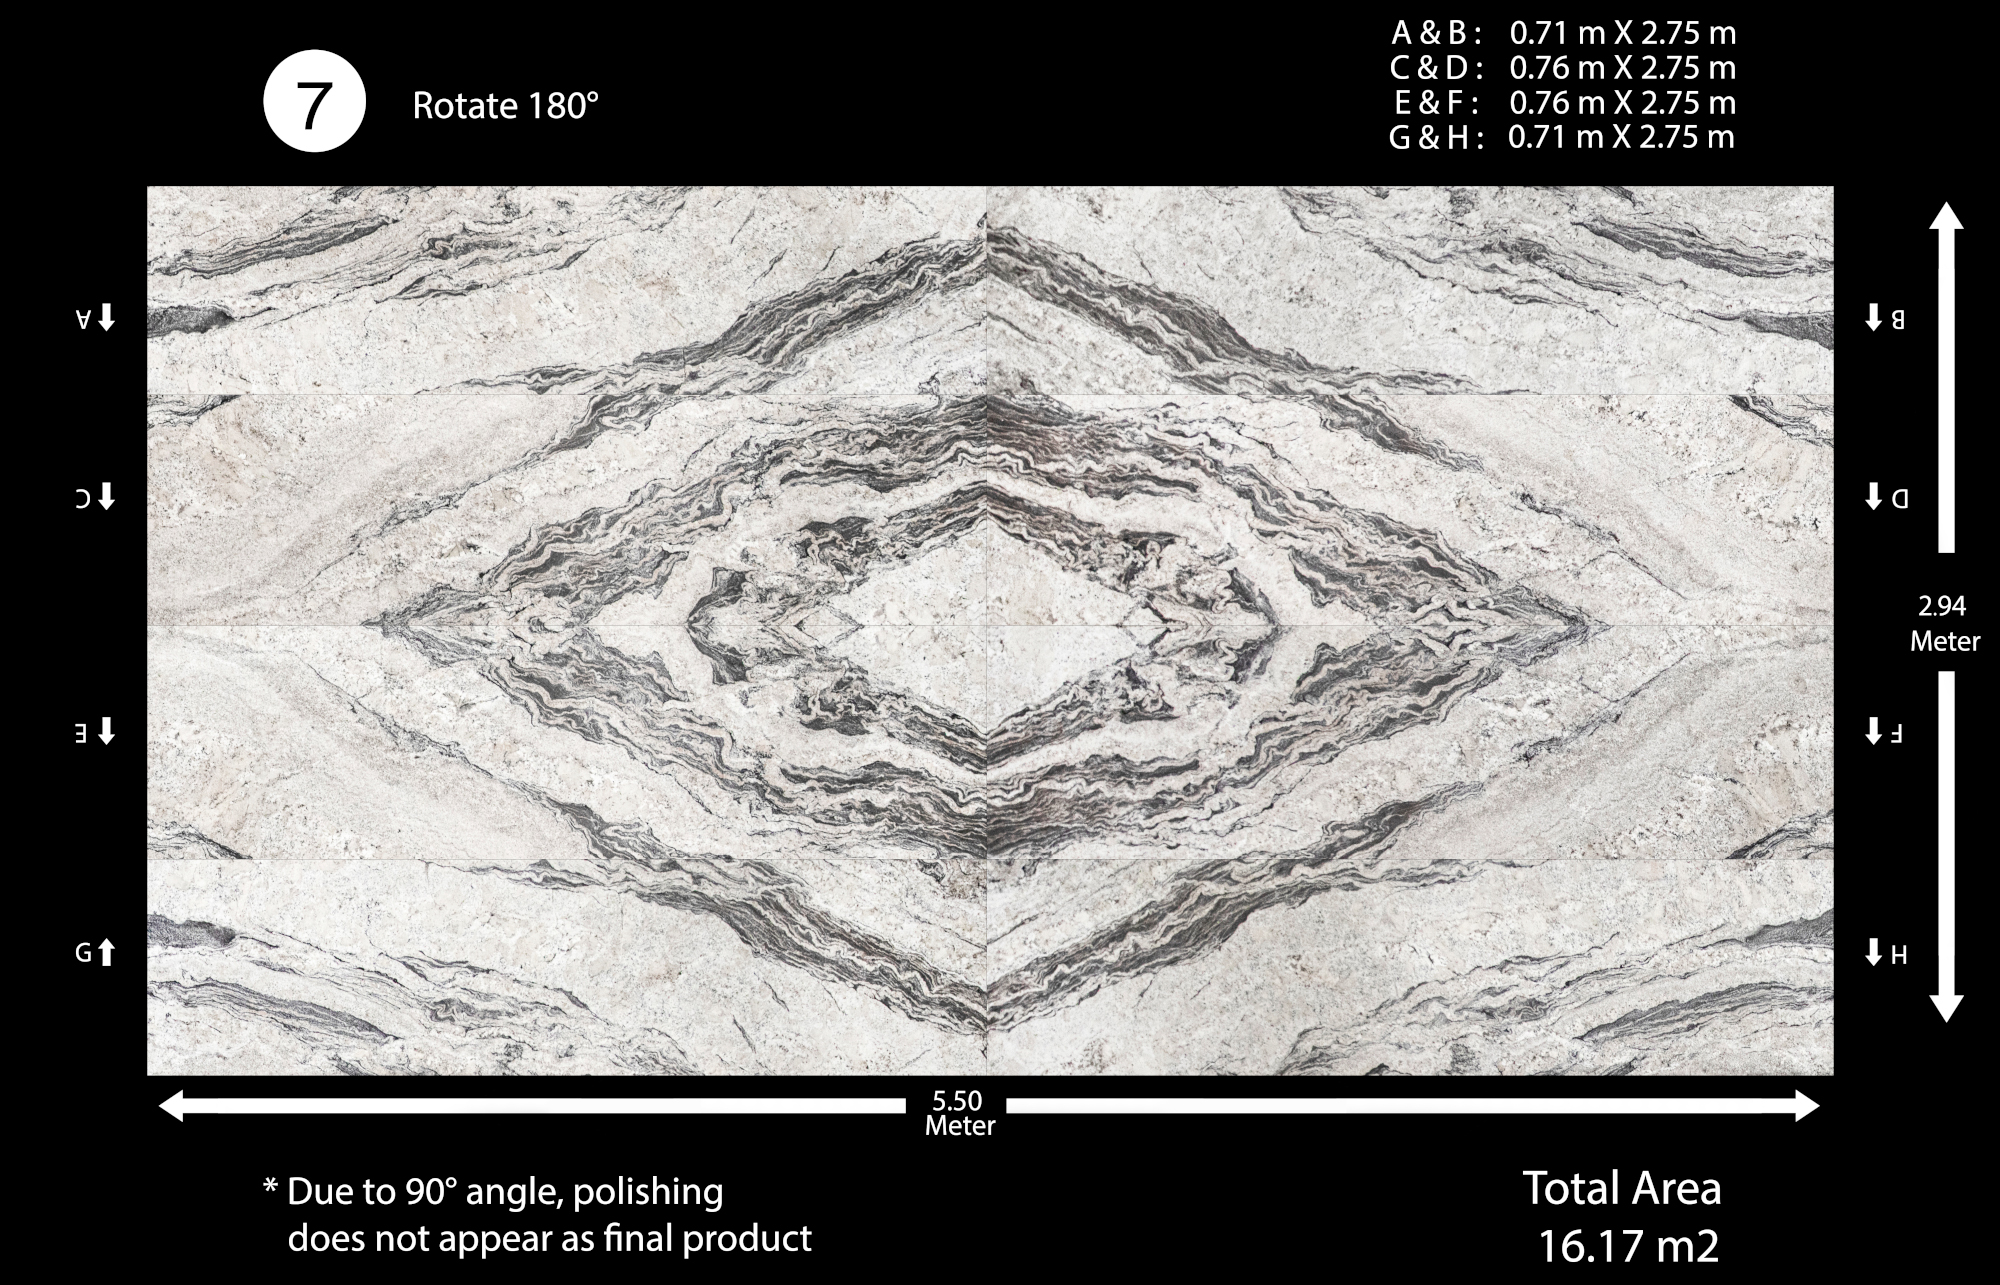 7 Rotate 180°
A & B : 0.71 m X 2.75 m
C & D : 0.76 m X 2.75 m
E & F : 0.76 m X 2.75 m
G & H : 0.71 m X 2.75 m
A
B
C
D
2.94
Meter
E
F
G
H
5.50
Meter
* Due to 90° angle, polishing
does not appear as final product
Total Area
16.17 m2